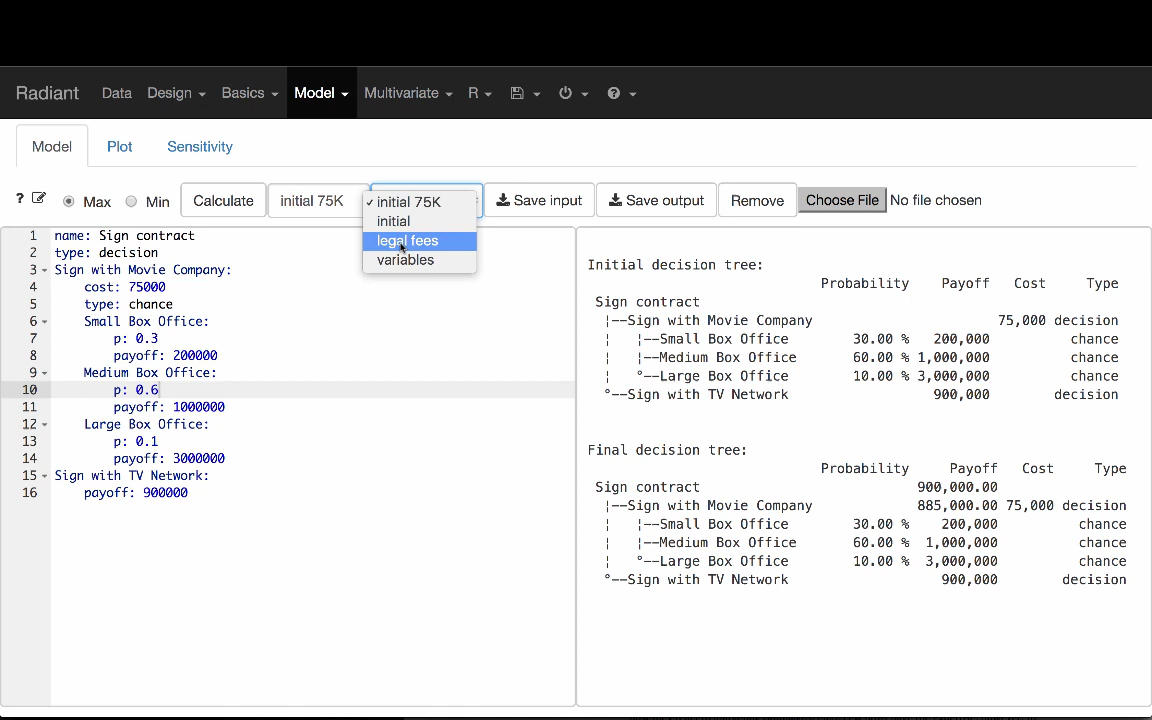 Radiant Data Design Basics Model Multivariate R ?
Model Plot Sensitivity
? Max Min Calculate initial 75K Save input Save output Remove Choose File No file chosen
✓ initial 75K
initial
legal fees
variables
1 name: Sign contract
2 type: decision
3 Sign with Movie Company:
4     cost: 75000
5     type: chance
6     Small Box Office:
7         p: 0.3
8         payoff: 200000
9     Medium Box Office:
10         p: 0.6
11         payoff: 1000000
12     Large Box Office:
13         p: 0.1
14         payoff: 3000000
15 Sign with TV Network:
16     payoff: 900000
Initial decision tree:
Probability Payoff Cost Type
Sign contract
¦--Sign with Movie Company 75,000 decision
¦ ¦--Small Box Office 30.00 % 200,000 chance
¦ ¦--Medium Box Office 60.00 % 1,000,000 chance
¦ °--Large Box Office 10.00 % 3,000,000 chance
°--Sign with TV Network 900,000 decision
Final decision tree:
Probability Payoff Cost Type
Sign contract 900,000.00
¦--Sign with Movie Company 885,000.00 75,000 decision
¦ ¦--Small Box Office 30.00 % 200,000 chance
¦ ¦--Medium Box Office 60.00 % 1,000,000 chance
¦ °--Large Box Office 10.00 % 3,000,000 chance
°--Sign with TV Network 900,000 decision